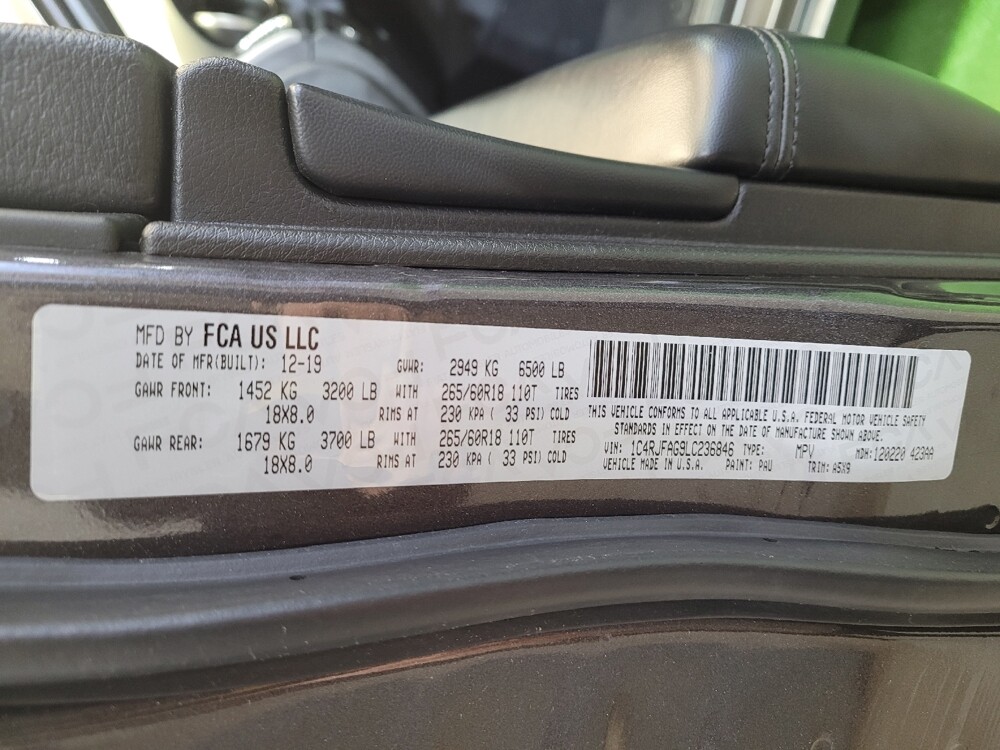 MFD BY FCA US LLC
DATE OF MFR(BUILT): 12-19 GVWR: 2949 KG 6500 LB
GAWR FRONT: 1452 KG 3200 LB WITH 265/60R18 110T TIRES
18X8.0 RIMS AT 230 KPA ( 33 PSI) COLD
GAWR REAR: 1679 KG 3700 LB WITH 265/60R18 110T TIRES
18X8.0 RIMS AT 230 KPA ( 33 PSI) COLD
THIS VEHICLE CONFORMS TO ALL APPLICABLE U.S.A. FEDERAL MOTOR VEHICLE SAFETY
STANDARDS IN EFFECT ON THE DATE OF MANUFACTURE SHOWN ABOVE.
VIN: 1C4RJFAG9LC236846 TYPE: MPV MDH:120220 423AA
VEHICLE MADE IN U.S.A. PAINT: PAU TRIM: A5X9